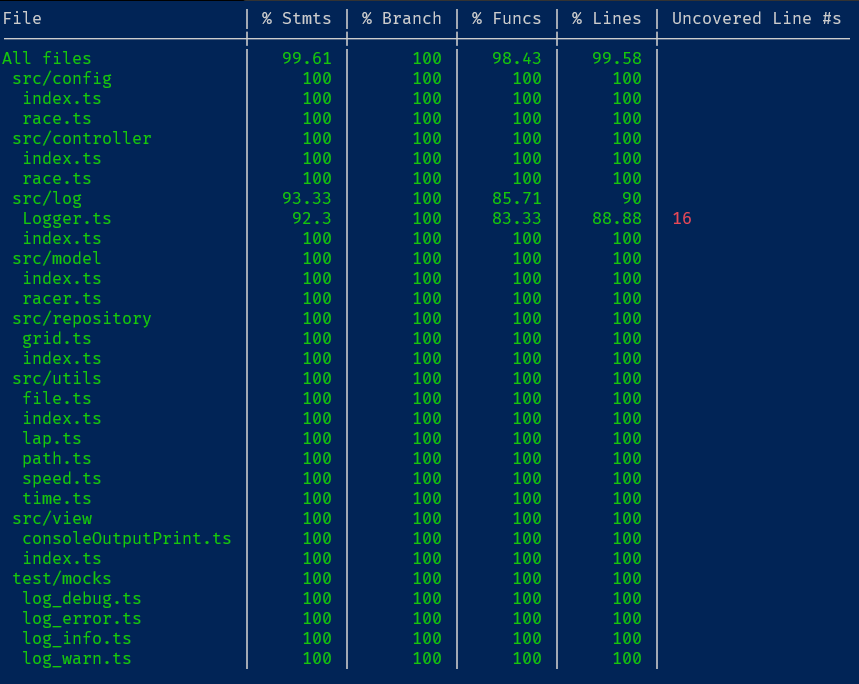 File | % Stmts | % Branch | % Funcs | % Lines | Uncovered Line #s
All files | 99.61 | 100 | 98.43 | 99.58 |
src/config | 100 | 100 | 100 | 100 |
index.ts | 100 | 100 | 100 | 100 |
race.ts | 100 | 100 | 100 | 100 |
src/controller | 100 | 100 | 100 | 100 |
index.ts | 100 | 100 | 100 | 100 |
race.ts | 100 | 100 | 100 | 100 |
src/log | 93.33 | 100 | 85.71 | 90 |
Logger.ts | 92.3 | 100 | 83.33 | 88.88 | 16
index.ts | 100 | 100 | 100 | 100 |
src/model | 100 | 100 | 100 | 100 |
index.ts | 100 | 100 | 100 | 100 |
racer.ts | 100 | 100 | 100 | 100 |
src/repository | 100 | 100 | 100 | 100 |
grid.ts | 100 | 100 | 100 | 100 |
index.ts | 100 | 100 | 100 | 100 |
src/utils | 100 | 100 | 100 | 100 |
file.ts | 100 | 100 | 100 | 100 |
index.ts | 100 | 100 | 100 | 100 |
lap.ts | 100 | 100 | 100 | 100 |
path.ts | 100 | 100 | 100 | 100 |
speed.ts | 100 | 100 | 100 | 100 |
time.ts | 100 | 100 | 100 | 100 |
src/view | 100 | 100 | 100 | 100 |
consoleOutputPrint.ts | 100 | 100 | 100 | 100 |
index.ts | 100 | 100 | 100 | 100 |
test/mocks | 100 | 100 | 100 | 100 |
log_debug.ts | 100 | 100 | 100 | 100 |
log_error.ts | 100 | 100 | 100 | 100 |
log_info.ts | 100 | 100 | 100 | 100 |
log_warn.ts | 100 | 100 | 100 | 100 |